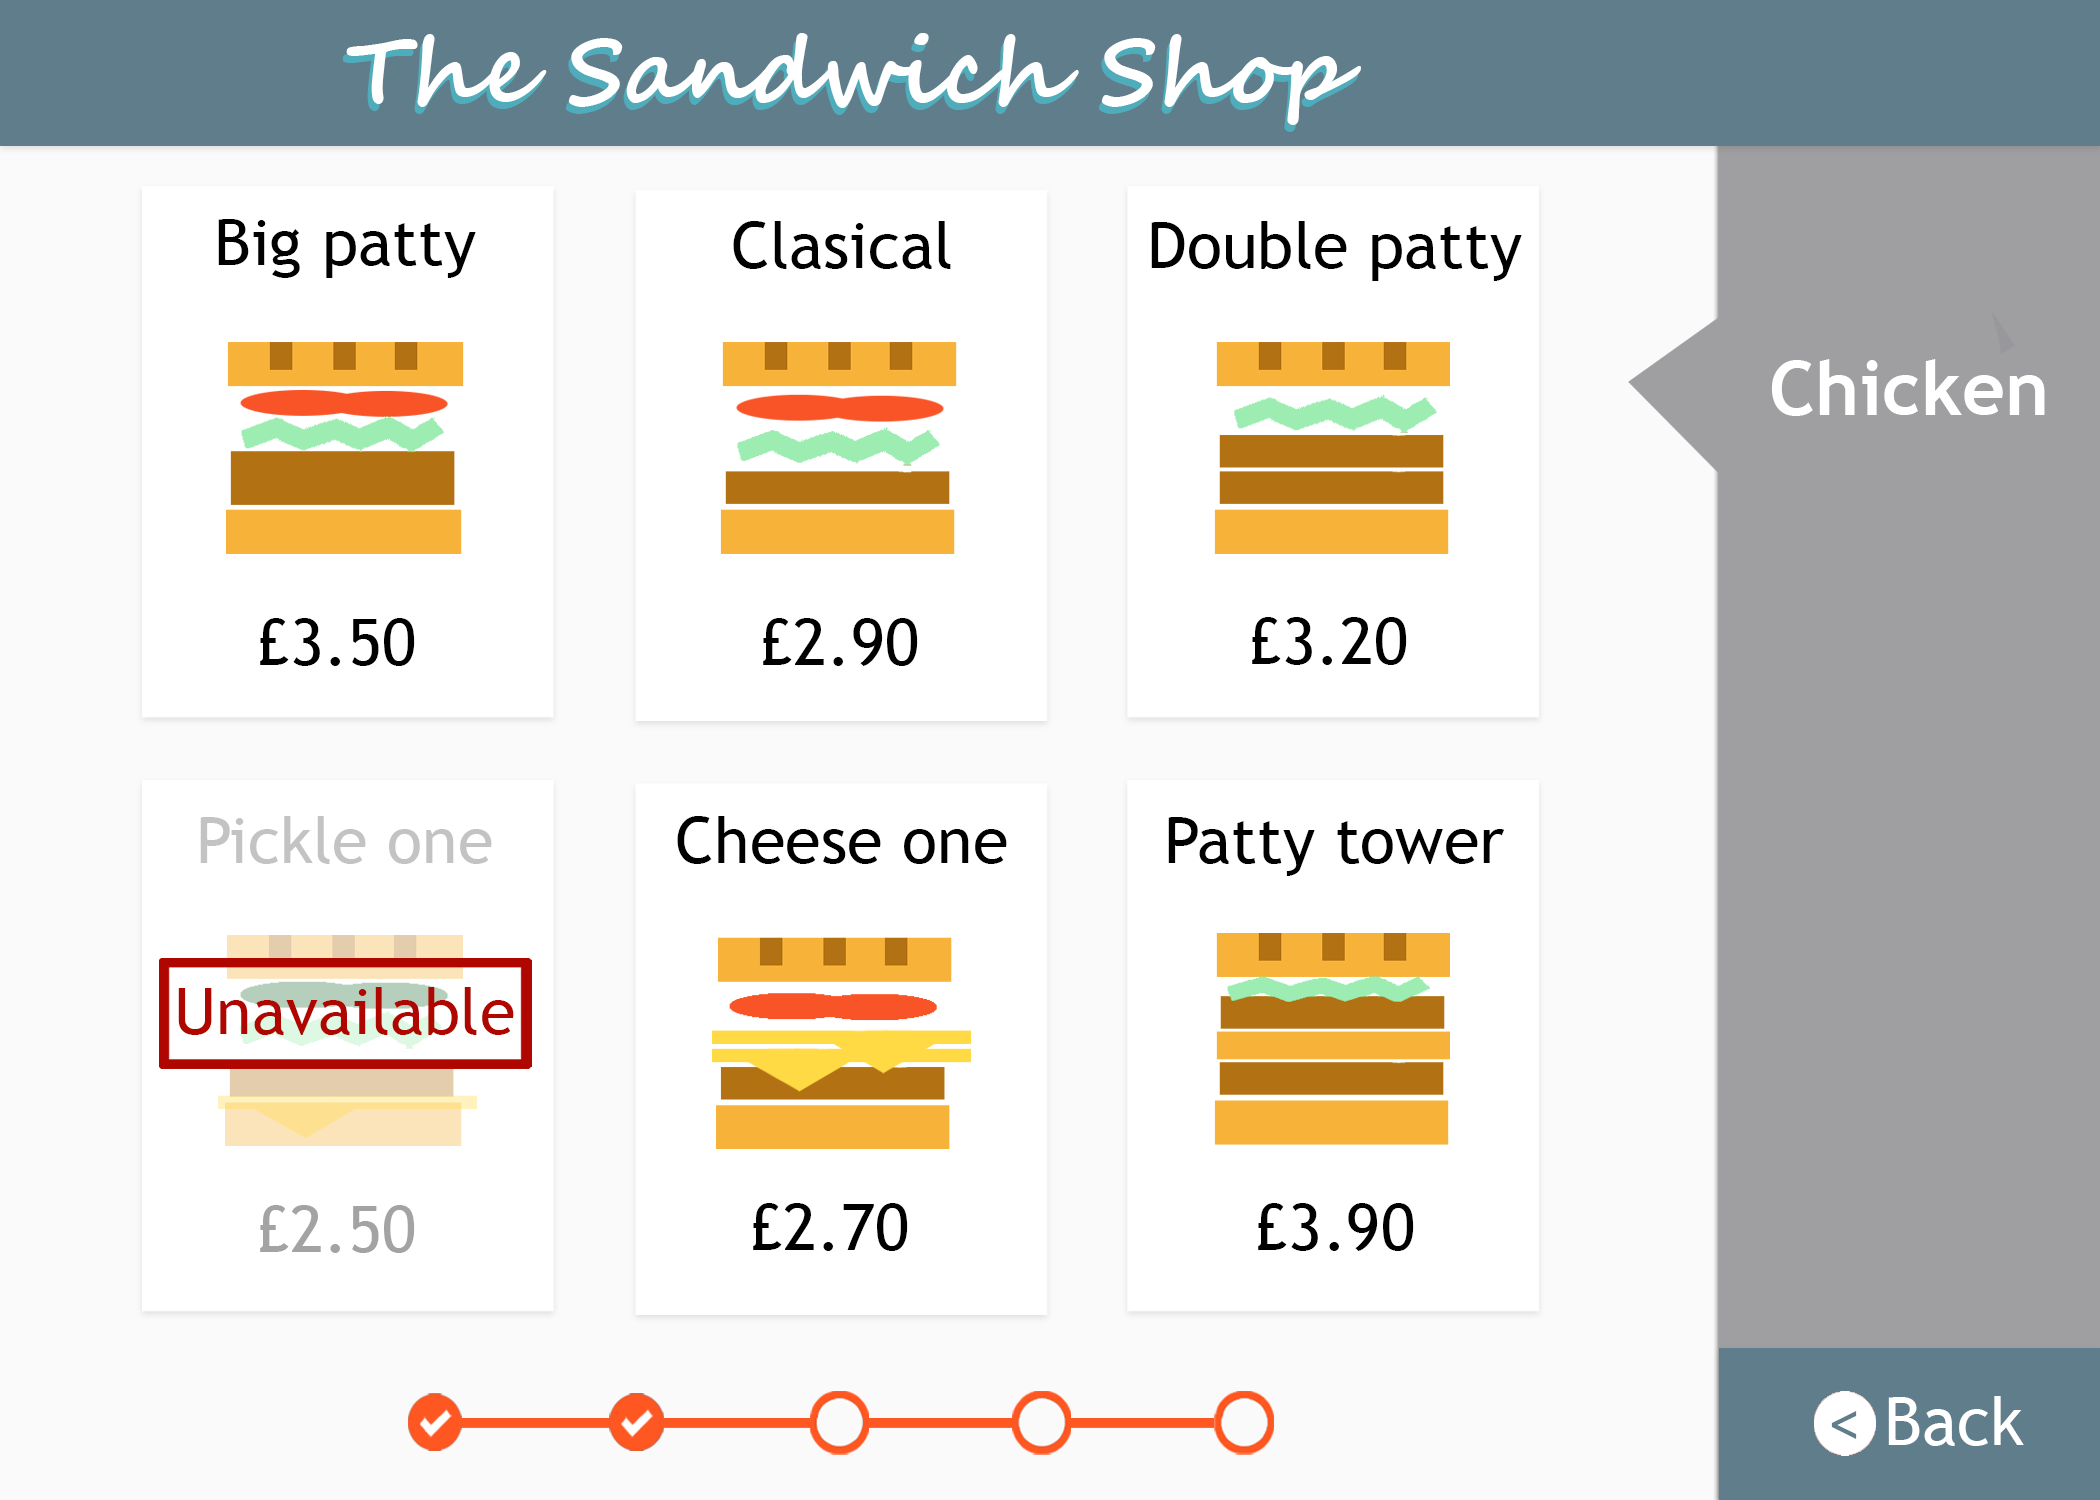 The Sandwich Shop
Big patty
£3.50
Clasical
£2.90
Double patty
£3.20
Chicken
Pickle one
Unavailable
£2.50
Cheese one
£2.70
Patty tower
£3.90
< Back